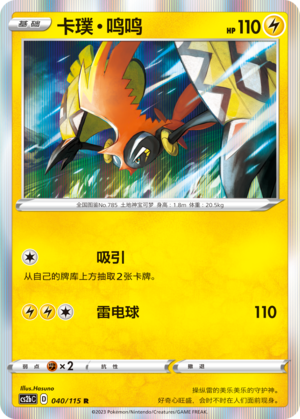 基础 卡璞·鸣鸣 HP 110
全国图鉴No.785 土地神宝可梦 身高：1.8m 体重：20.5kg
吸引
从自己的牌库上方抽取2张卡牌。
雷电球 110
弱点 ×2 抵抗力 撤退
Illus.Hasuno
cs2bC D 040/115 R
操纵雷的美乐美乐的守护神。
好奇心旺盛，会时不时在人们面前现身。
©2023 Pokémon/Nintendo/Creatures/GAME FREAK.